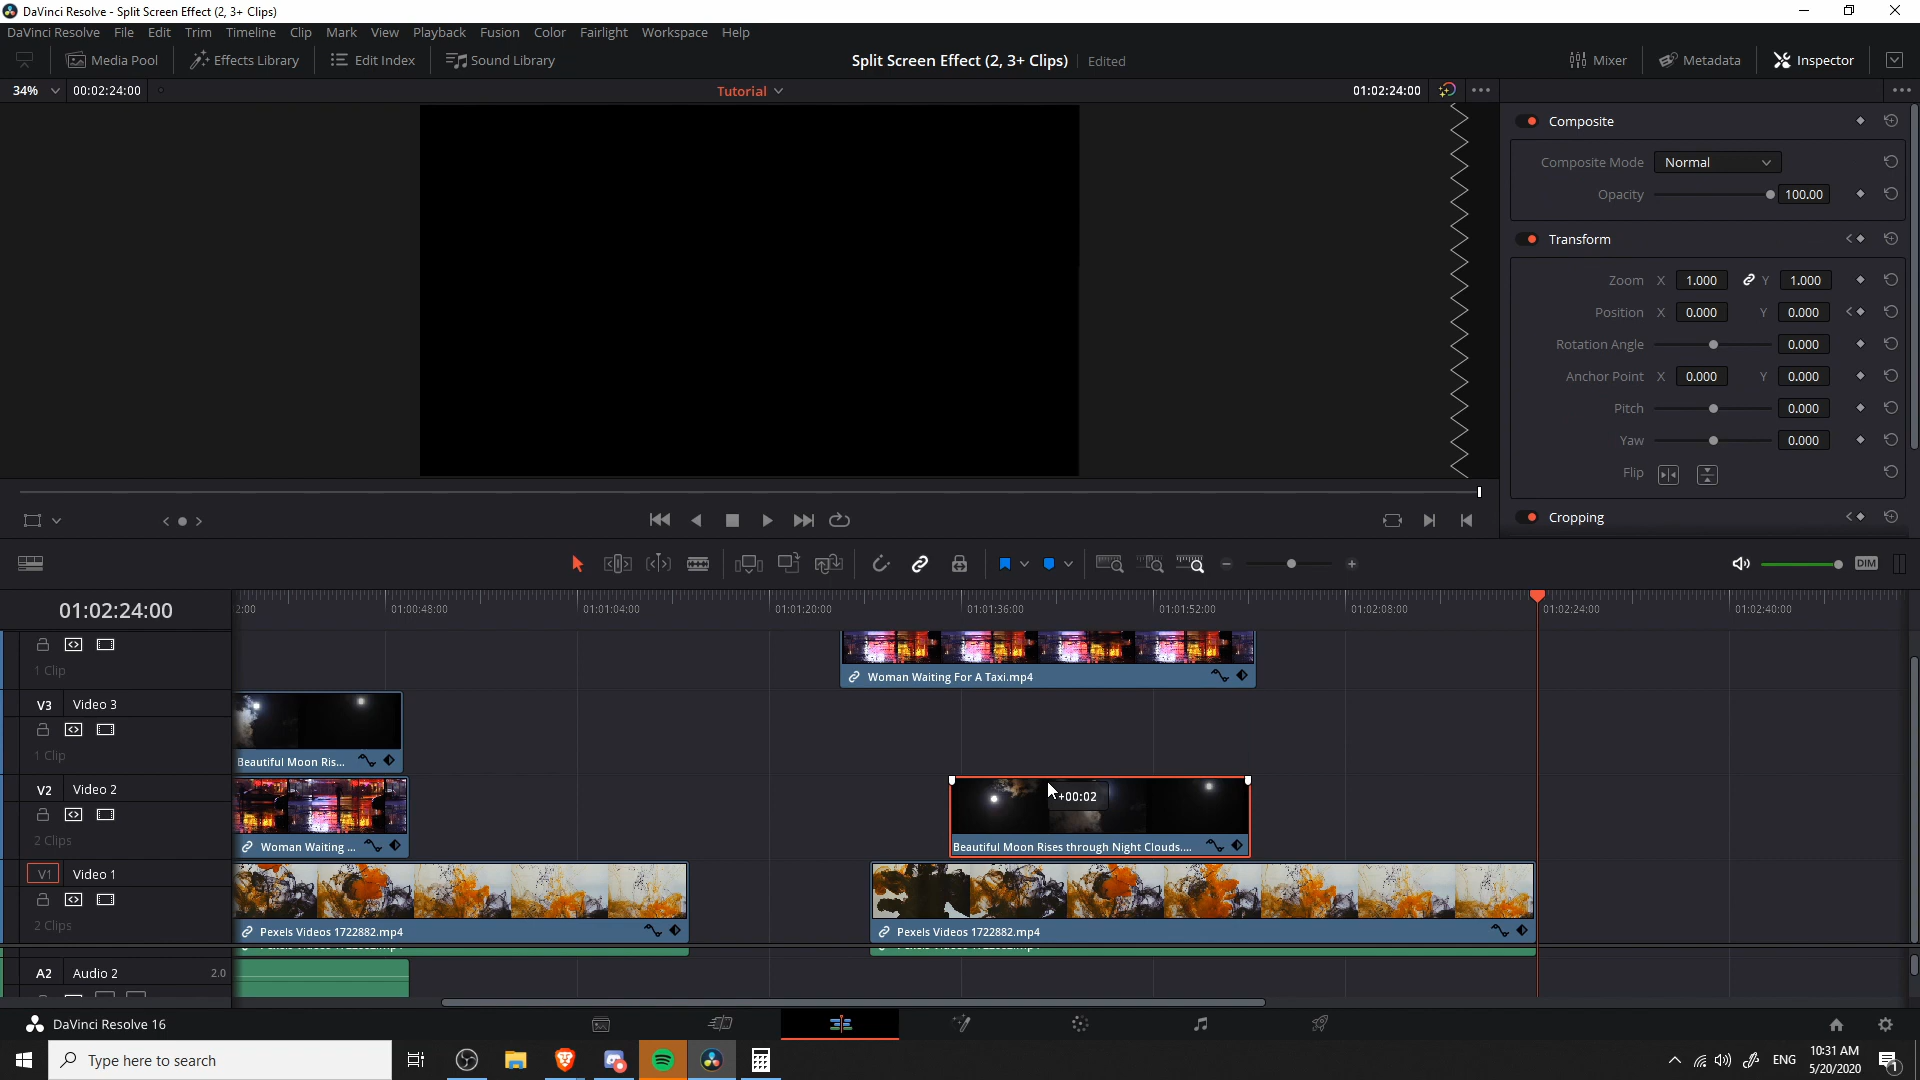 DaVinci Resolve - Split Screen Effect (2, 3+ Clips)
DaVinci Resolve File Edit Trim Timeline Clip Mark View Playback Fusion Color Fairlight Workspace Help
Media Pool Effects Library Edit Index Sound Library Split Screen Effect (2, 3+ Clips) Edited Mixer Metadata Inspector
34% 00:02:24:00 Tutorial 01:02:24:00
Composite
Composite Mode Normal
Opacity 100.00
Transform
Zoom X 1.000 Y 1.000
Position X 0.000 Y 0.000
Rotation Angle 0.000
Anchor Point X 0.000 Y 0.000
Pitch 0.000
Yaw 0.000
Flip
Cropping
DIM
01:02:24:00 2:00 01:00:48:00 01:01:04:00 01:01:20:00 01:01:36:00 01:01:52:00 01:02:08:00 01:02:24:00 01:02:40:00
1 Clip
Woman Waiting For A Taxi.mp4
V3 Video 3
1 Clip
Beautiful Moon Ris...
V2 Video 2
+00:02
2 Clips
Woman Waiting ... Beautiful Moon Rises through Night Clouds....
V1 Video 1
2 Clips
Pexels Videos 1722882.mp4 Pexels Videos 1722882.mp4
A2 Audio 2 2.0
DaVinci Resolve 16
Type here to search
ENG 10:31 AM
5/20/2020
1